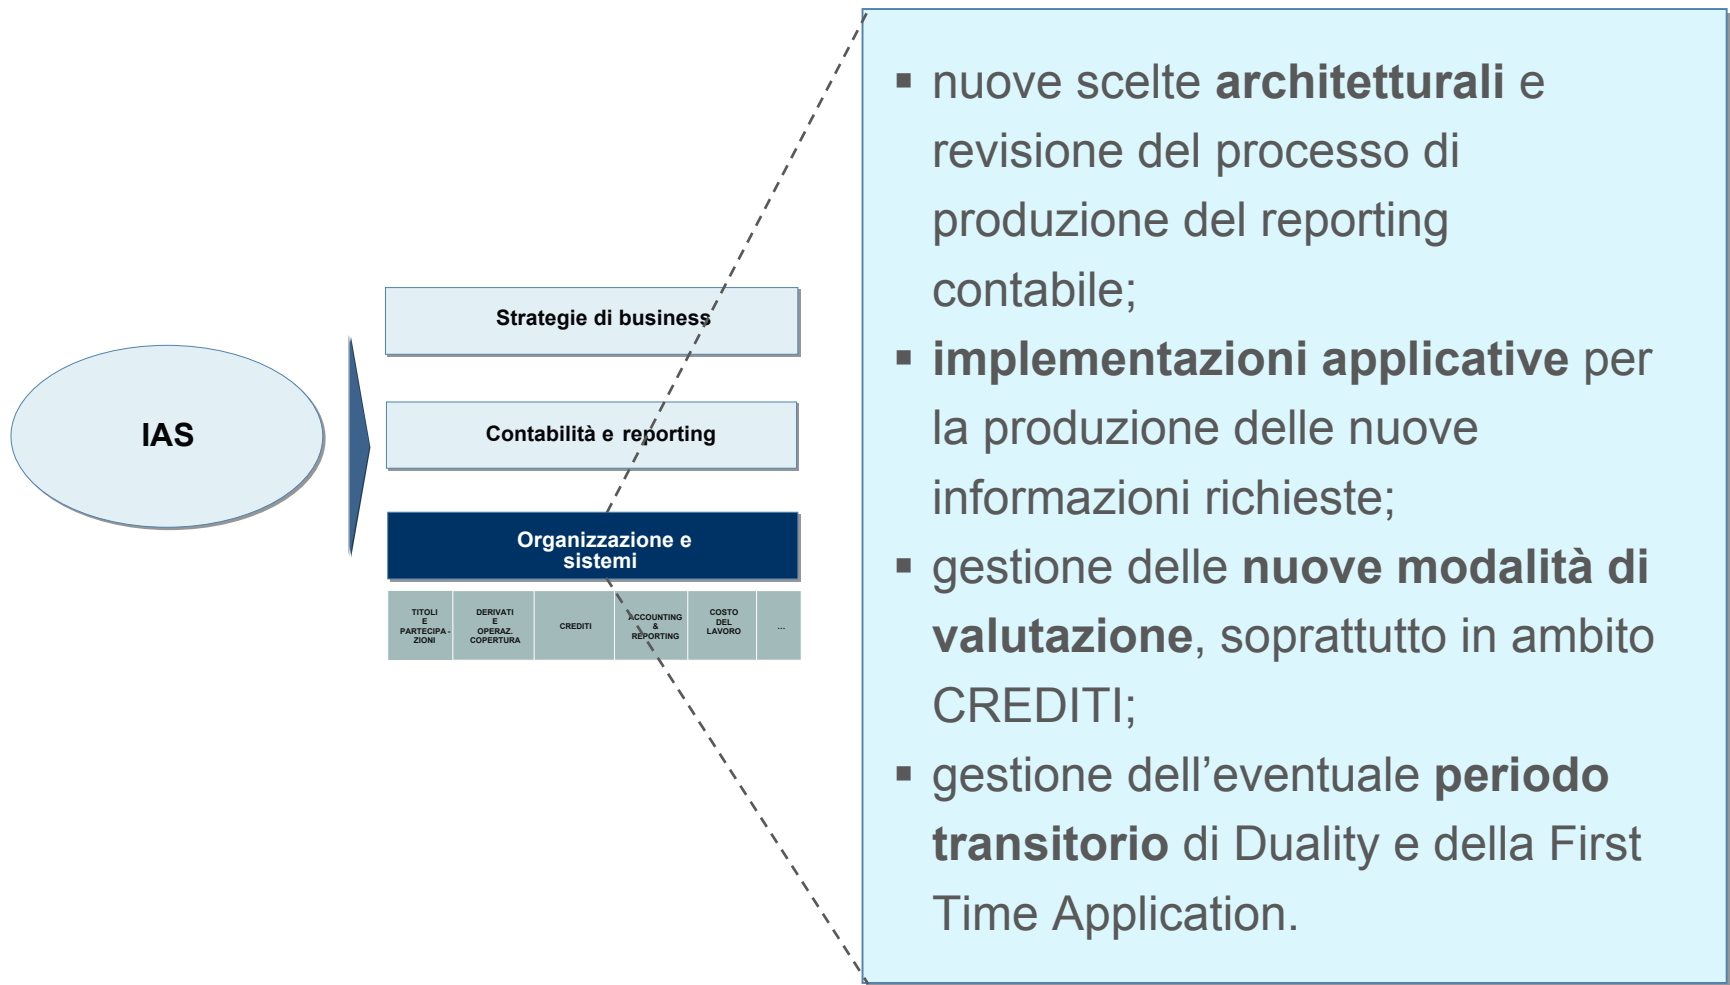 IAS
Strategie di business
Contabilità e reporting
Organizzazione e
sistemi
TITOLI
E
PARTECIPA -
ZIONI
DERIVATI
E
OPERAZ.
COPERTURA
CREDITI
ACCOUNTING
&
REPORTING
COSTO
DEL
LAVORO
...
▪ nuove scelte architetturali e
revisione del processo di
produzione del reporting
contabile;
▪ implementazioni applicative per
la produzione delle nuove
informazioni richieste;
▪ gestione delle nuove modalità di
valutazione, soprattutto in ambito
CREDITI;
▪ gestione dell’eventuale periodo
transitorio di Duality e della First
Time Application.